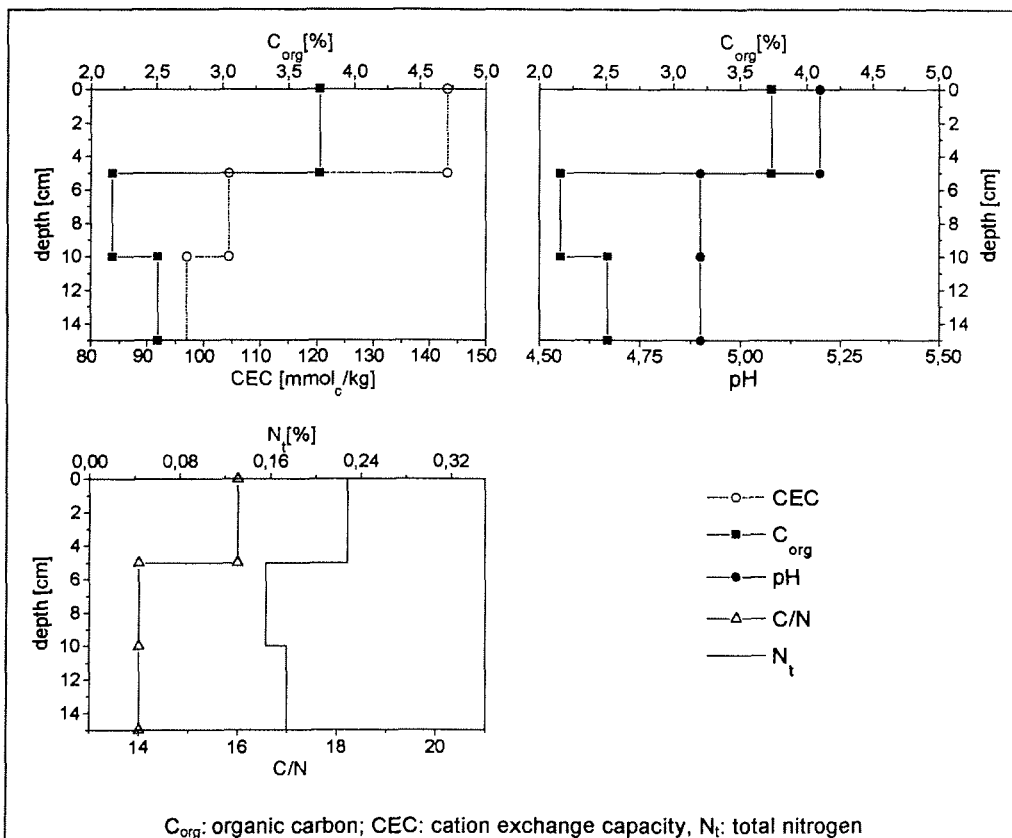 C_org[%]
2,0 2,5 3,0 3,5 4,0 4,5 5,0
0
2
4
6
8
10
12
14
depth [cm]
80 90 100 110 120 130 140 150
CEC [mmol_c/kg]
C_org[%]
2,0 2,5 3,0 3,5 4,0 4,5 5,0
0
2
4
6
8
10
12
14
depth [cm]
4,50 4,75 5,00 5,25 5,50
pH
N_t[%]
0,00 0,08 0,16 0,24 0,32
0
2
4
6
8
10
12
14
depth [cm]
14 16 18 20
C/N
CEC
C_org
pH
C/N
N_t
C_org: organic carbon; CEC: cation exchange capacity, N_t: total nitrogen